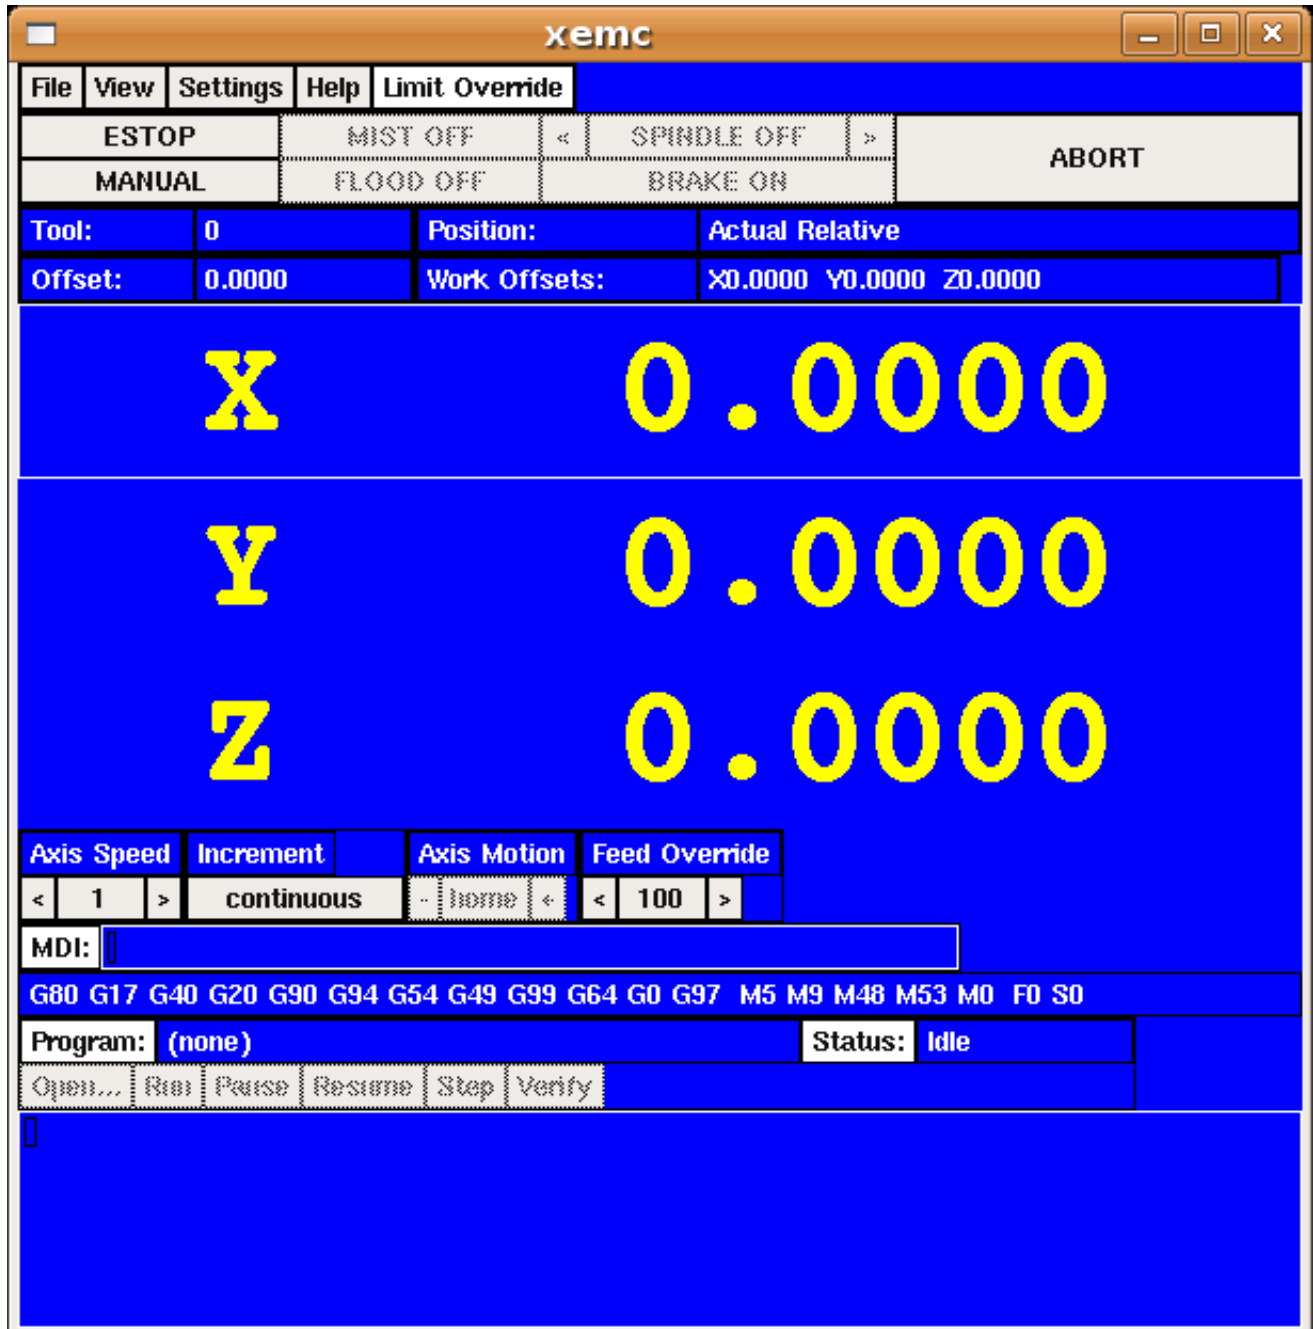 xemc
File View Settings Help Limit Override
ESTOP MIST OFF < SPINDLE OFF > ABORT
MANUAL FLOOD OFF BRAKE ON
Tool: 0 Position: Actual Relative
Offset: 0.0000 Work Offsets: X0.0000 Y0.0000 Z0.0000
X 0.0000
Y 0.0000
Z 0.0000
Axis Speed Increment Axis Motion Feed Override
< 1 > continuous - home + < 100 >
MDI:
G80 G17 G40 G20 G90 G94 G54 G49 G99 G64 G0 G97 M5 M9 M48 M53 M0 F0 S0
Program: (none) Status: Idle
Open... Run Pause Resume Step Verify